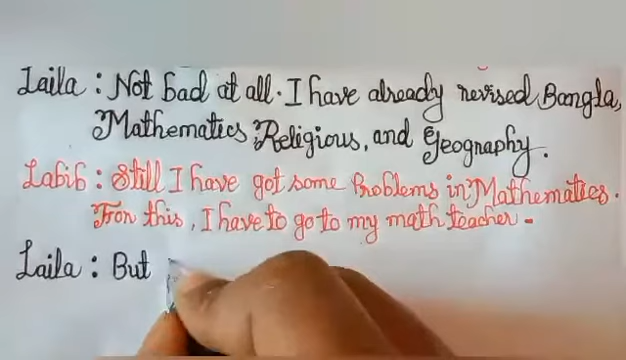 Laila : Not bad at all. I have already revised Bangla,
Mathematics, Religious, and Geography.
Labib : Still I have got some Problems in Mathematics.
For this, I have to go to my math teacher.
Laila : But